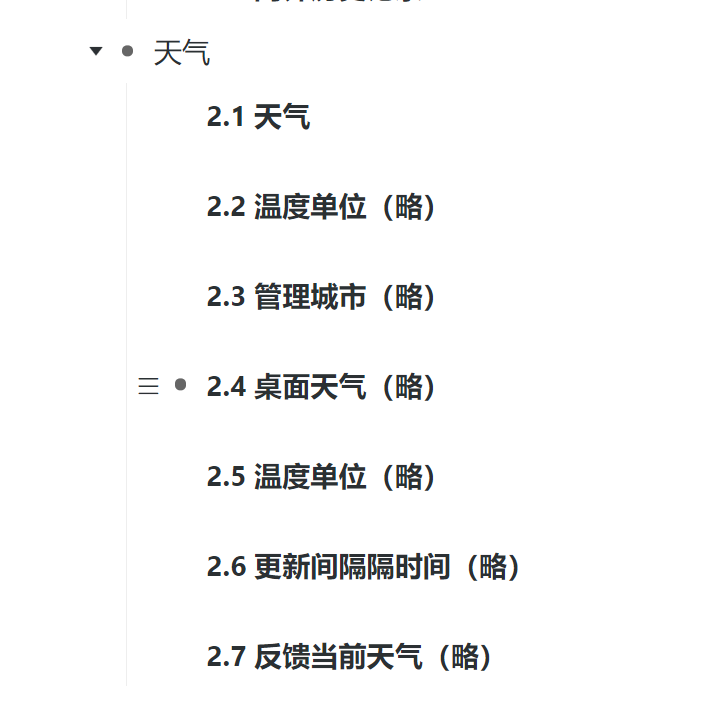 天气
2.1 天气
2.2 温度单位（略）
2.3 管理城市（略）
2.4 桌面天气（略）
2.5 温度单位（略）
2.6 更新间隔隔时间（略）
2.7 反馈当前天气（略）